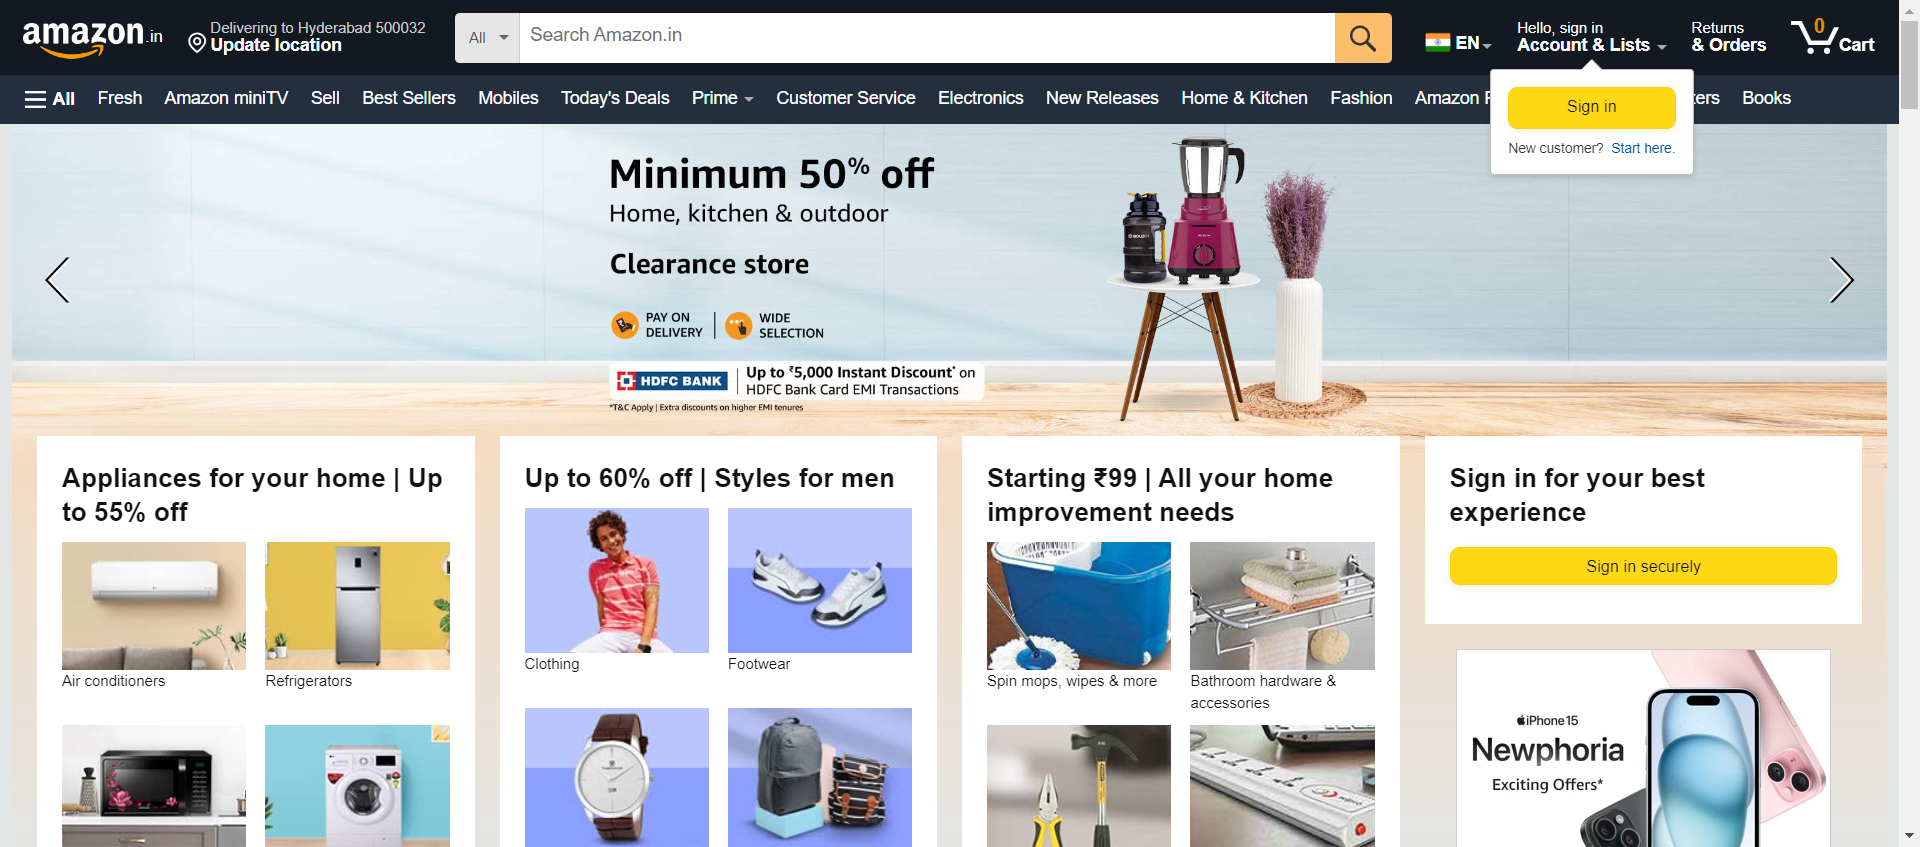 amazon.in
Delivering to Hyderabad 500032
Update location
All
Search Amazon.in
EN
Hello, sign in
Account & Lists
Returns
& Orders
0
Cart
All
Fresh
Amazon miniTV
Sell
Best Sellers
Mobiles
Today's Deals
Prime
Customer Service
Electronics
New Releases
Home & Kitchen
Fashion
Amazon
Books
Sign in
New customer? Start here.
Minimum 50% off
Home, kitchen & outdoor
Clearance store
PAY ON
DELIVERY
WIDE
SELECTION
HDFC BANK
Up to ₹5,000 Instant Discount* on
HDFC Bank Card EMI Transactions
*T&C Apply | Extra discounts on higher EMI tenures
Appliances for your home | Up
to 55% off
Air conditioners
Refrigerators
Up to 60% off | Styles for men
Clothing
Footwear
Starting ₹99 | All your home
improvement needs
Spin mops, wipes & more
Bathroom hardware &
accessories
Sign in for your best
experience
Sign in securely
iPhone 15
Newphoria
Exciting Offers*